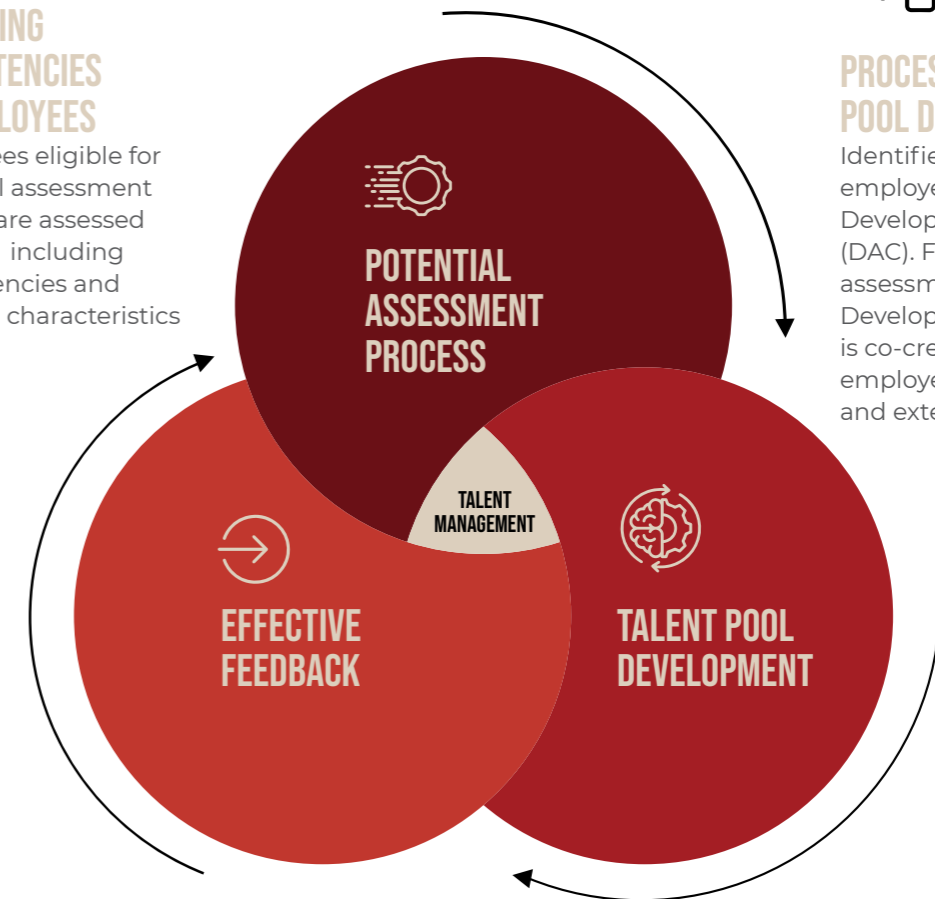 ING
TENCIES
LOYEES
ees eligible for
l assessment
are assessed
including
encies and
characteristics
POTENTIAL
ASSESSMENT
PROCESS
TALENT
MANAGEMENT
EFFECTIVE
FEEDBACK
TALENT POOL
DEVELOPMENT
PROCES
POOL D
Identifie
employe
Develop
(DAC). F
assessm
Develop
is co-cre
employe
and exte